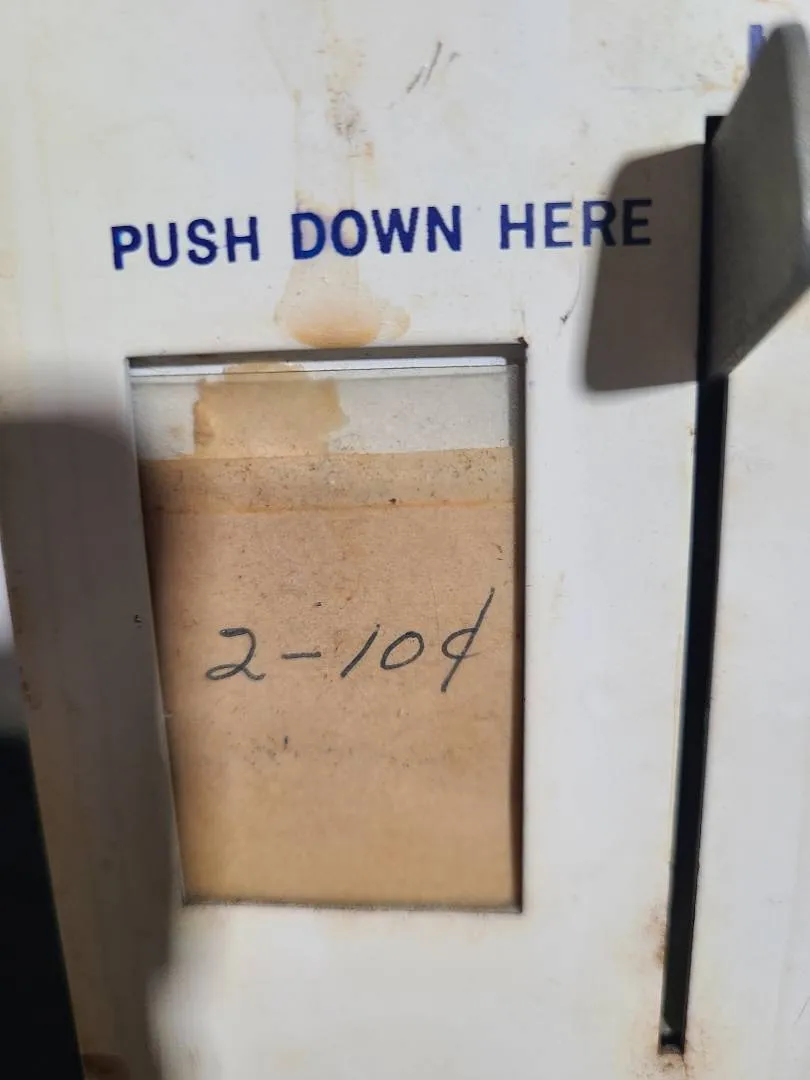 PUSH DOWN HERE
2-10¢